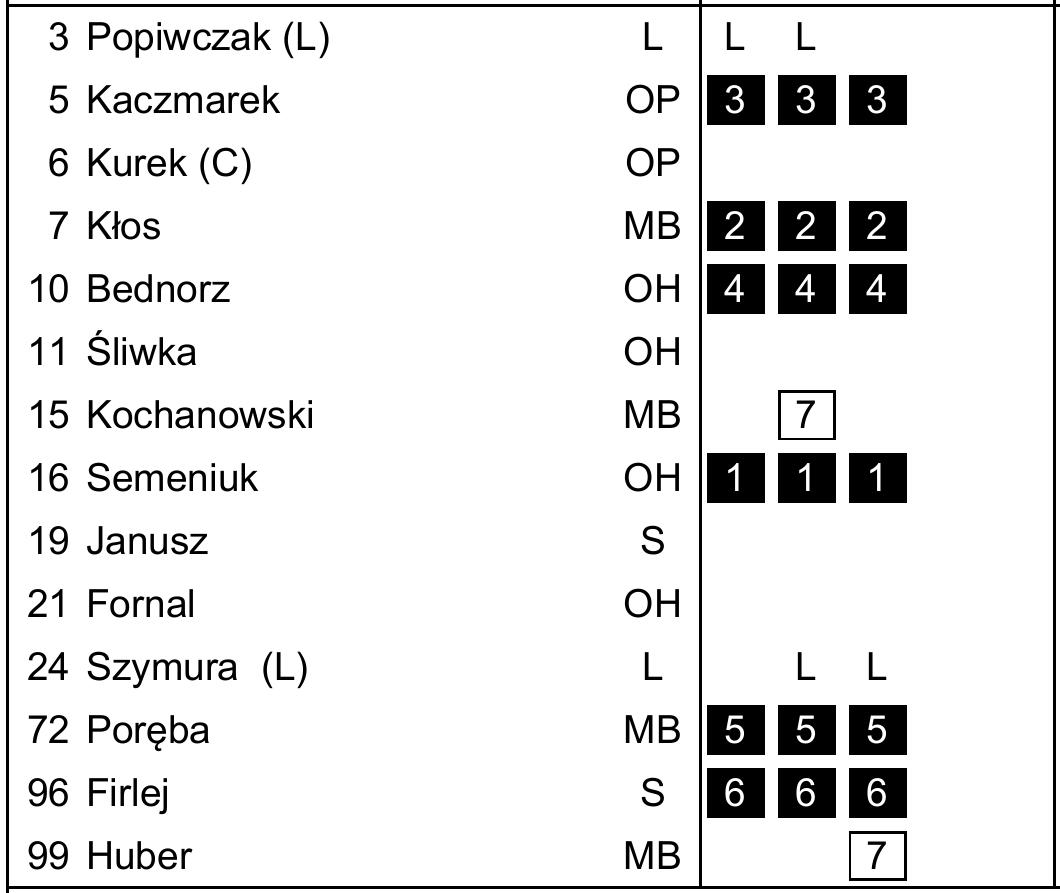 3 Popiwczak (L) L L L
5 Kaczmarek OP 3 3 3
6 Kurek (C) OP
7 Kłos MB 2 2 2
10 Bednorz OH 4 4 4
11 Śliwka OH
15 Kochanowski MB 7
16 Semeniuk OH 1 1 1
19 Janusz S
21 Fornal OH
24 Szymura (L) L L L
72 Poręba MB 5 5 5
96 Firlej S 6 6 6
99 Huber MB 7